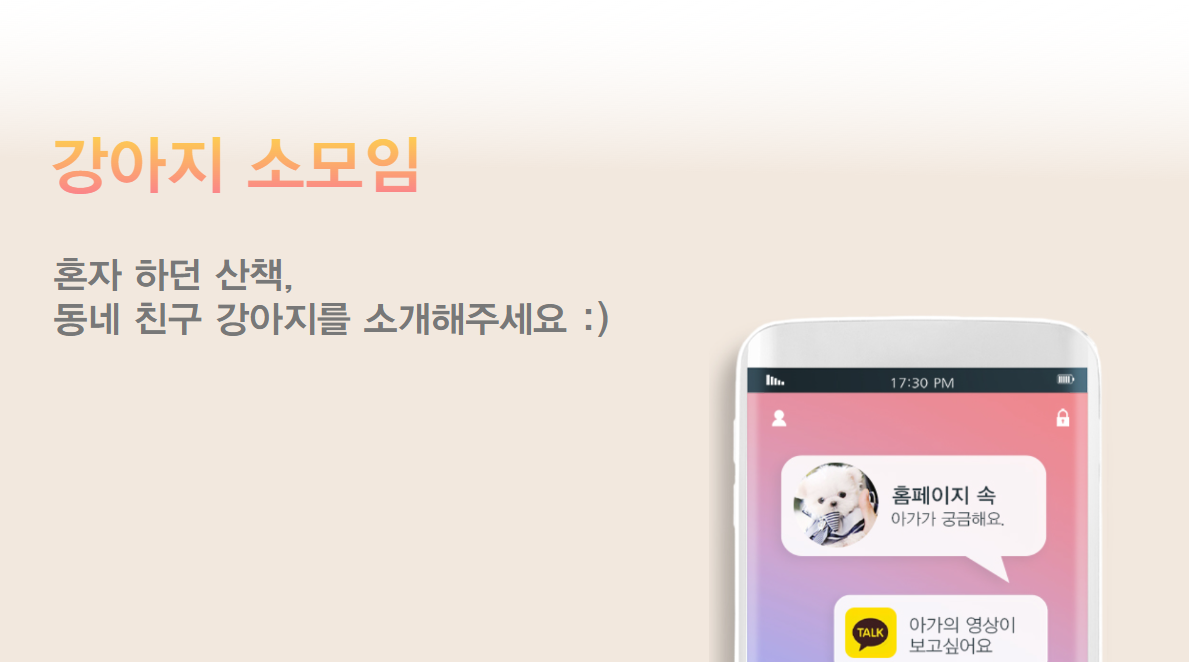 강아지 소모임
혼자 하던 산책,
동네 친구 강아지를 소개해주세요 :)
17:30 PM
홈페이지 속
아가가 궁금해요.
TALK
아가의 영상이
보고싶어요